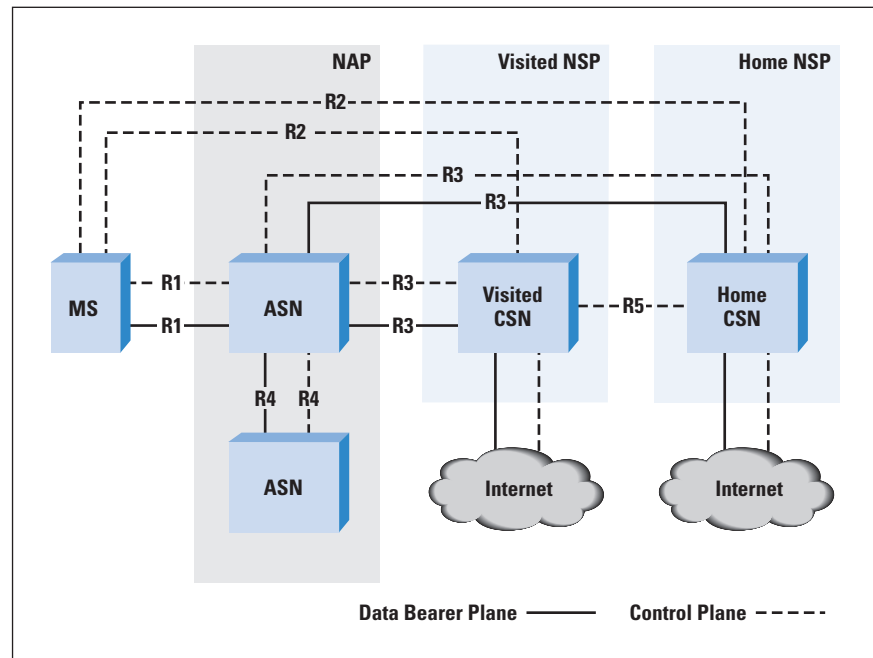 NAP
Visited NSP
Home NSP
R2
R2
R3
R3
MS
R1
R1
ASN
R3
R3
Visited
CSN
R5
Home
CSN
R4
R4
ASN
Internet
Internet
Data Bearer Plane
Control Plane